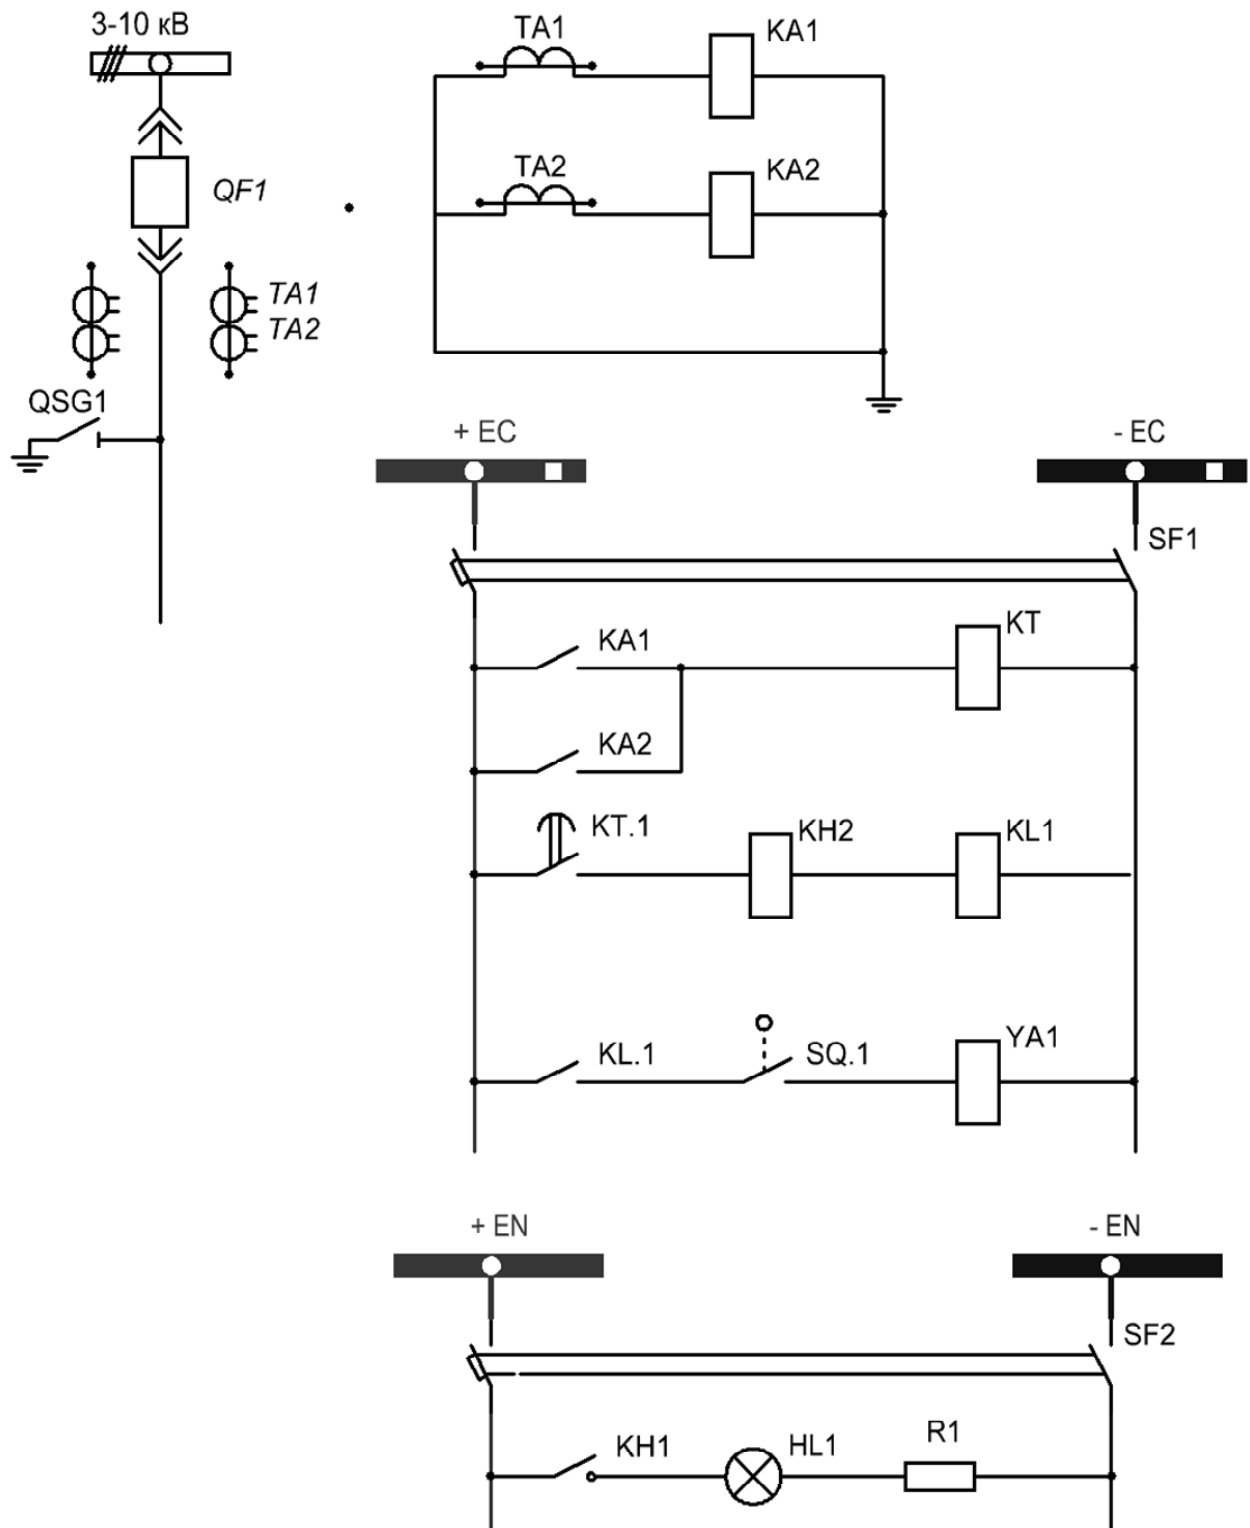 3-10 кВ
TA1
KA1
QF1
TA2
KA2
TA1
TA2
QSG1
+ EC
- EC
SF1
KA1
KT
KA2
KT.1
KH2
KL1
KL.1
SQ.1
YA1
+ EN
- EN
SF2
KH1
HL1
R1